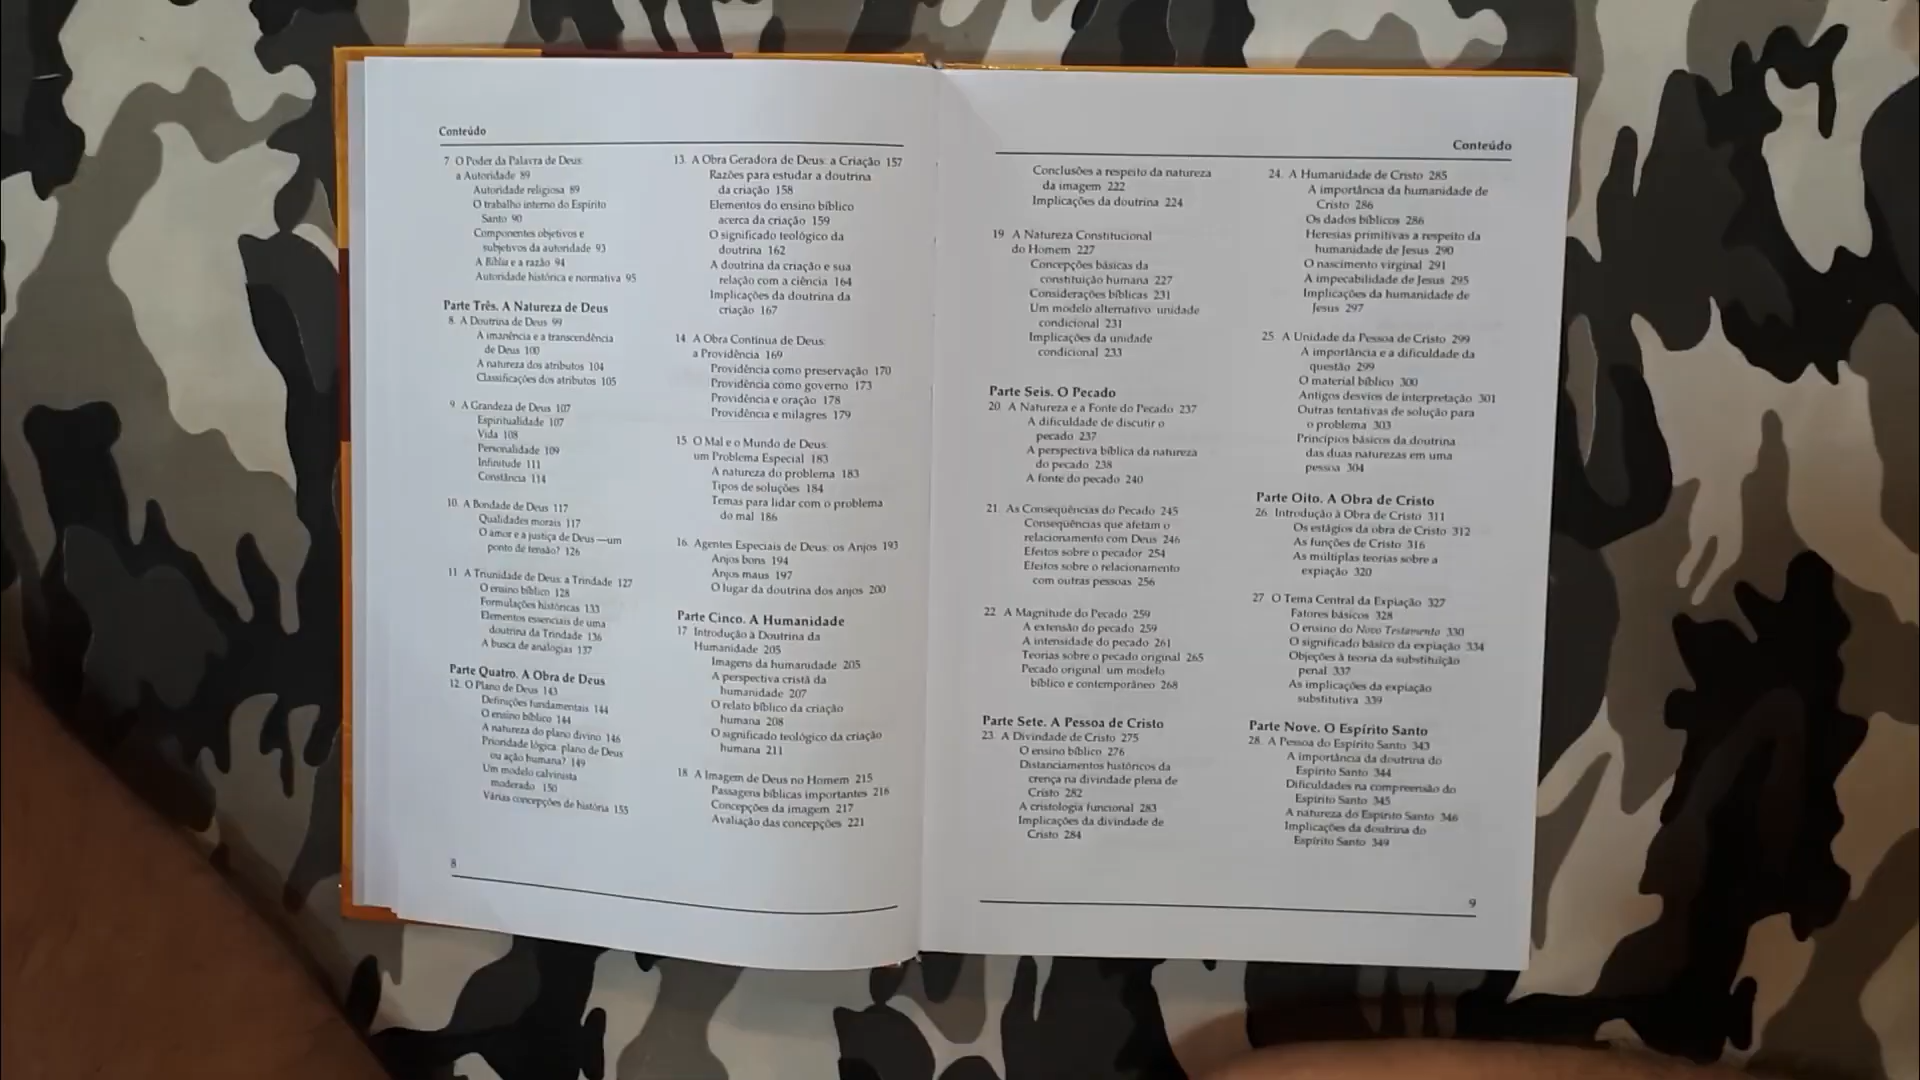 Conteúdo
7 O Poder da Palavra de Deus:
a Autoridade 89
Autoridade religiosa 89
O trabalho interno do Espírito
Santo 90
Componentes objetivos e
subjetivos da autoridade 93
A Bíblia e a razão 94
Autoridade histórica e normativa 95
Parte Três. A Natureza de Deus
8. A Doutrina de Deus 99
A imanência e a transcendência
de Deus 100
A natureza dos atributos 104
Classificações dos atributos 105
9 A Grandeza de Deus 107
Espiritualidade 107
Vida 108
Personalidade 109
Infinitude 111
Constância 114
10. A Bondade de Deus 117
Qualidades morais 117
O amor e a justiça de Deus —um
ponto de tensão? 126
11 A Triunidade de Deus: a Trindade 127
O ensino bíblico 128
Formulações históricas 133
Elementos essenciais de uma
doutrina da Trindade 136
A busca de analogias 137
Parte Quatro. A Obra de Deus
12. O Plano de Deus 143
Definições fundamentais 144
O ensino bíblico 144
A natureza do plano divino 146
Prioridade lógica: plano de Deus
ou ação humana? 149
Um modelo calvinista
moderado 150
Várias concepções de história 155
13. A Obra Geradora de Deus: a Criação 157
Razões para estudar a doutrina
da criação 158
Elementos do ensino bíblico
acerca da criação 159
O significado teológico da
doutrina 162
A doutrina da criação e sua
relação com a ciência 164
Implicações da doutrina da
criação 167
14 A Obra Contínua de Deus:
a Providência 169
Providência como preservação 170
Providência como governo 173
Providência e oração 178
Providência e milagres 179
15 O Mal e o Mundo de Deus:
um Problema Especial 183
A natureza do problema 183
Tipos de soluções 184
Temas para lidar com o problema
do mal 186
16. Agentes Especiais de Deus: os Anjos 193
Anjos bons 194
Anjos maus 197
O lugar da doutrina dos anjos 200
Parte Cinco. A Humanidade
17 Introdução à Doutrina da
Humanidade 205
Imagens da humanidade 205
A perspectiva cristã da
humanidade 207
O relato bíblico da criação
humana 208
O significado teológico da criação
humana 211
18 A Imagem de Deus no Homem 215
Passagens bíblicas importantes 216
Concepções da imagem 217
Avaliação das concepções 221
8
Conteúdo
Conclusões a respeito da natureza
da imagem 222
Implicações da doutrina 224
19 A Natureza Constitucional
do Homem 227
Concepções básicas da
constituição humana 227
Considerações bíblicas 231
Um modelo alternativo: unidade
condicional 231
Implicações da unidade
condicional 233
Parte Seis. O Pecado
20 A Natureza e a Fonte do Pecado 237
A dificuldade de discutir o
pecado 237
A perspectiva bíblica da natureza
do pecado 238
A fonte do pecado 240
21. As Conseqüências do Pecado 245
Conseqüências que afetam o
relacionamento com Deus 246
Efeitos sobre o pecador 254
Efeitos sobre o relacionamento
com outras pessoas 256
22 A Magnitude do Pecado 259
A extensão do pecado 259
A intensidade do pecado 261
Teorias sobre o pecado original 265
Pecado original: um modelo
bíblico e contemporâneo 268
Parte Sete. A Pessoa de Cristo
23. A Divindade de Cristo 275
O ensino bíblico 276
Distanciamentos históricos da
crença na divindade plena de
Cristo 282
A cristologia funcional 283
Implicações da divindade de
Cristo 284
24. A Humanidade de Cristo 285
A importância da humanidade de
Cristo 286
Os dados bíblicos 286
Heresias primitivas a respeito da
humanidade de Jesus 290
O nascimento virginal 291
A impecabilidade de Jesus 295
Implicações da humanidade de
Jesus 297
25 A Unidade da Pessoa de Cristo 299
A importância e a dificuldade da
questão 299
O material bíblico 300
Antigos desvios de interpretação 301
Outras tentativas de solução para
o problema 303
Princípios básicos da doutrina
das duas naturezas em uma
pessoa 304
Parte Oito. A Obra de Cristo
26 Introdução à Obra de Cristo 311
Os estágios da obra de Cristo 312
As funções de Cristo 316
As múltiplas teorias sobre a
expiação 320
27 O Tema Central da Expiação 327
Fatores básicos 328
O ensino do Novo Testamento 330
O significado básico da expiação 334
Objeções à teoria da substituição
penal 337
As implicações da expiação
substitutiva 339
Parte Nove. O Espírito Santo
28. A Pessoa do Espírito Santo 343
A importância da doutrina do
Espírito Santo 344
Dificuldades na compreensão do
Espírito Santo 345
A natureza do Espírito Santo 346
Implicações da doutrina do
Espírito Santo 349
9